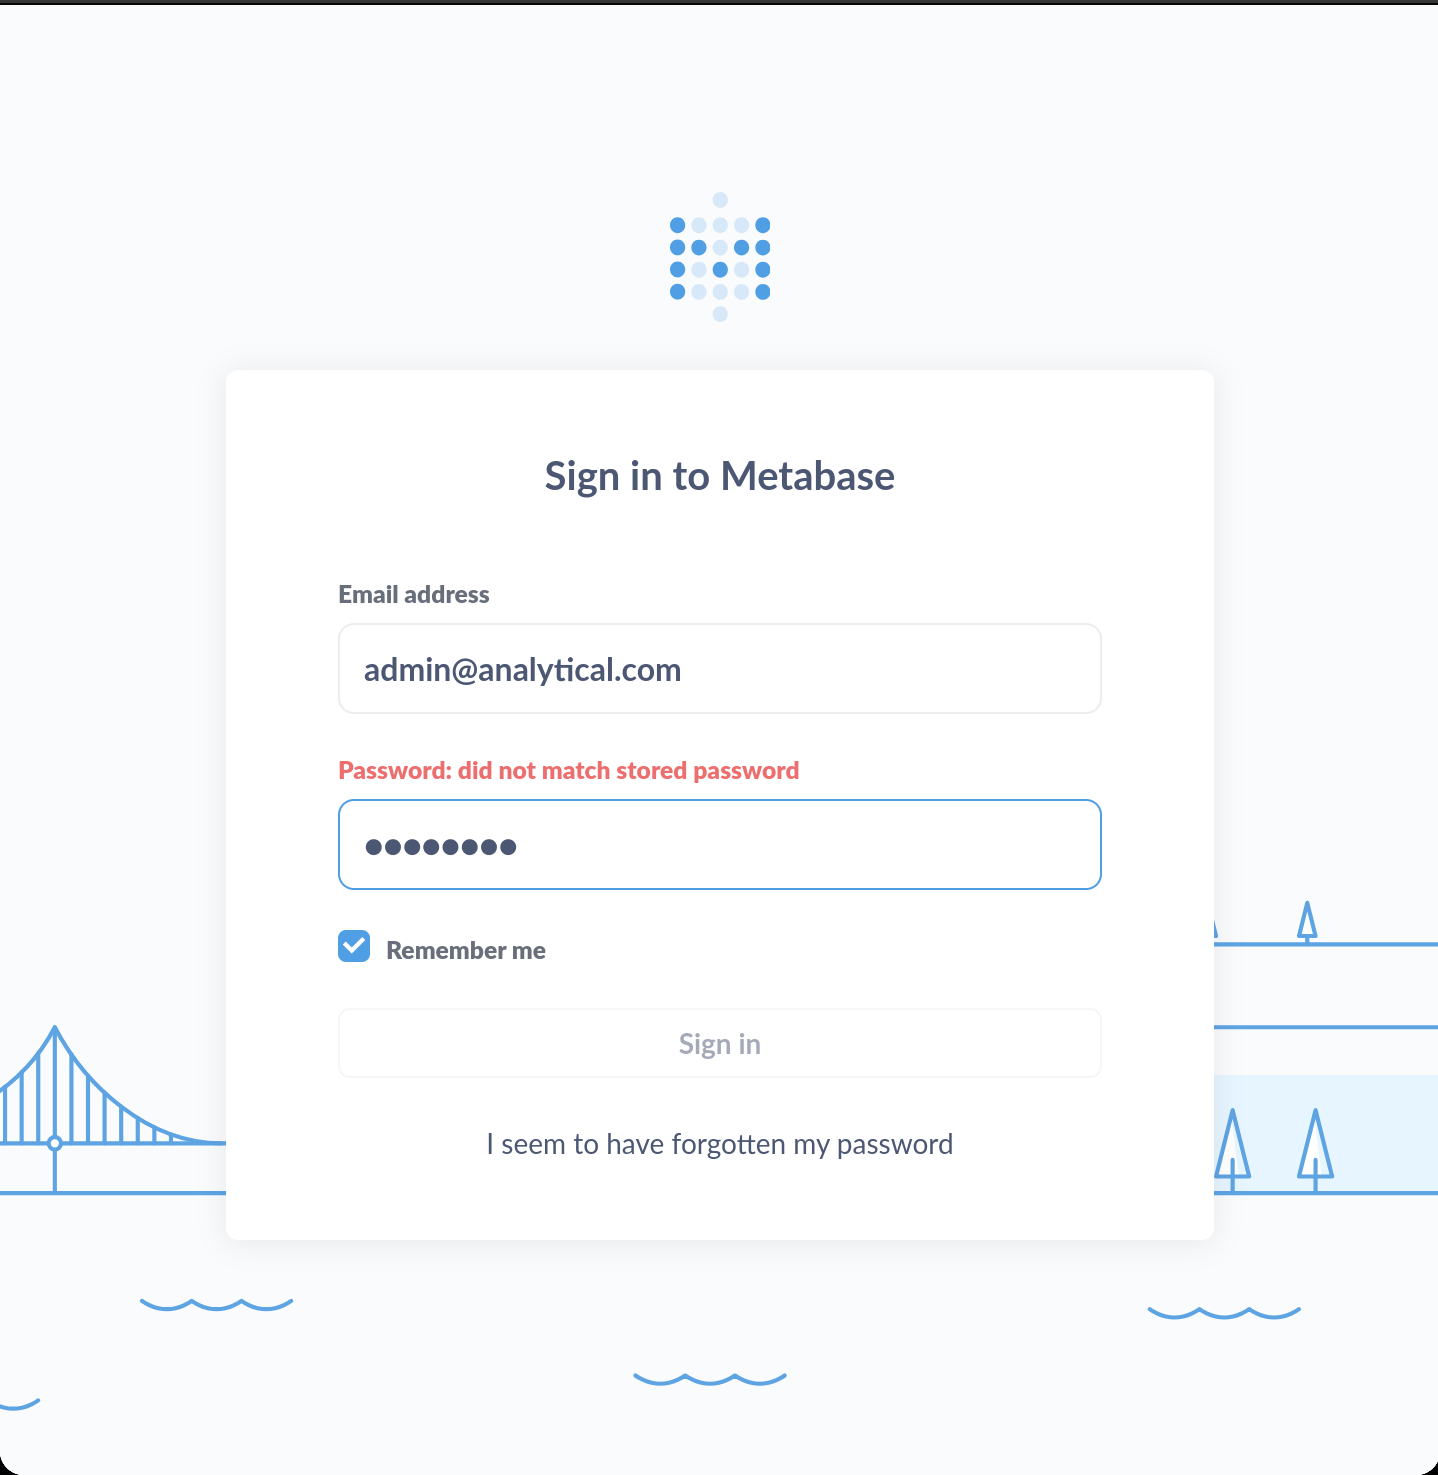 Sign in to Metabase
Email address
admin@analytical.com
Password: did not match stored password
Remember me
Sign in
I seem to have forgotten my password